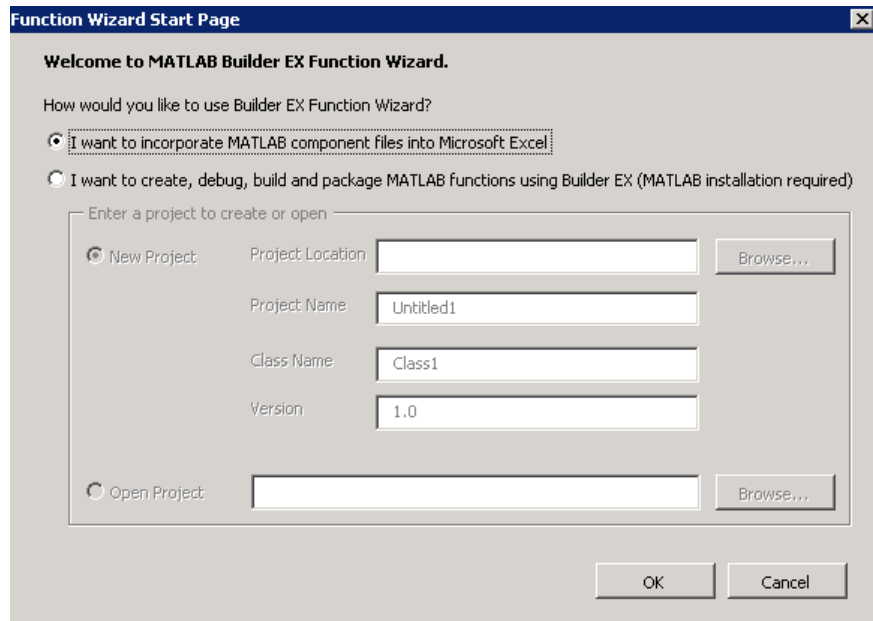 Function Wizard Start Page
Welcome to MATLAB Builder EX Function Wizard.
How would you like to use Builder EX Function Wizard?
I want to incorporate MATLAB component files into Microsoft Excel
I want to create, debug, build and package MATLAB functions using Builder EX (MATLAB installation required)
Enter a project to create or open
New Project Project Location Browse...
Project Name Untitled1
Class Name Class1
Version 1.0
Open Project Browse...
OK Cancel